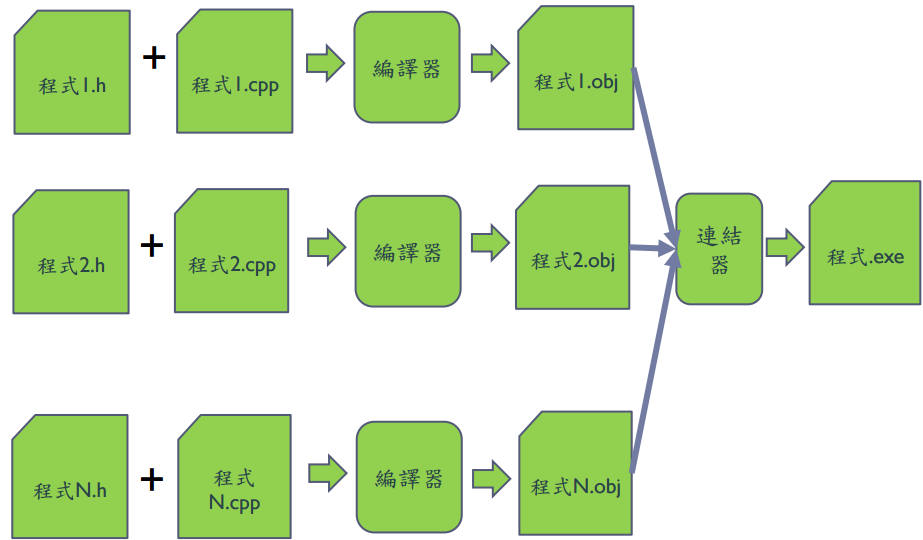 程式1.h
+
程式1.cpp
編譯器
程式1.obj
程式2.h
+
程式2.cpp
編譯器
程式2.obj
連結
器
程式.exe
程式N.h
+
程式
N.cpp
編譯器
程式N.obj